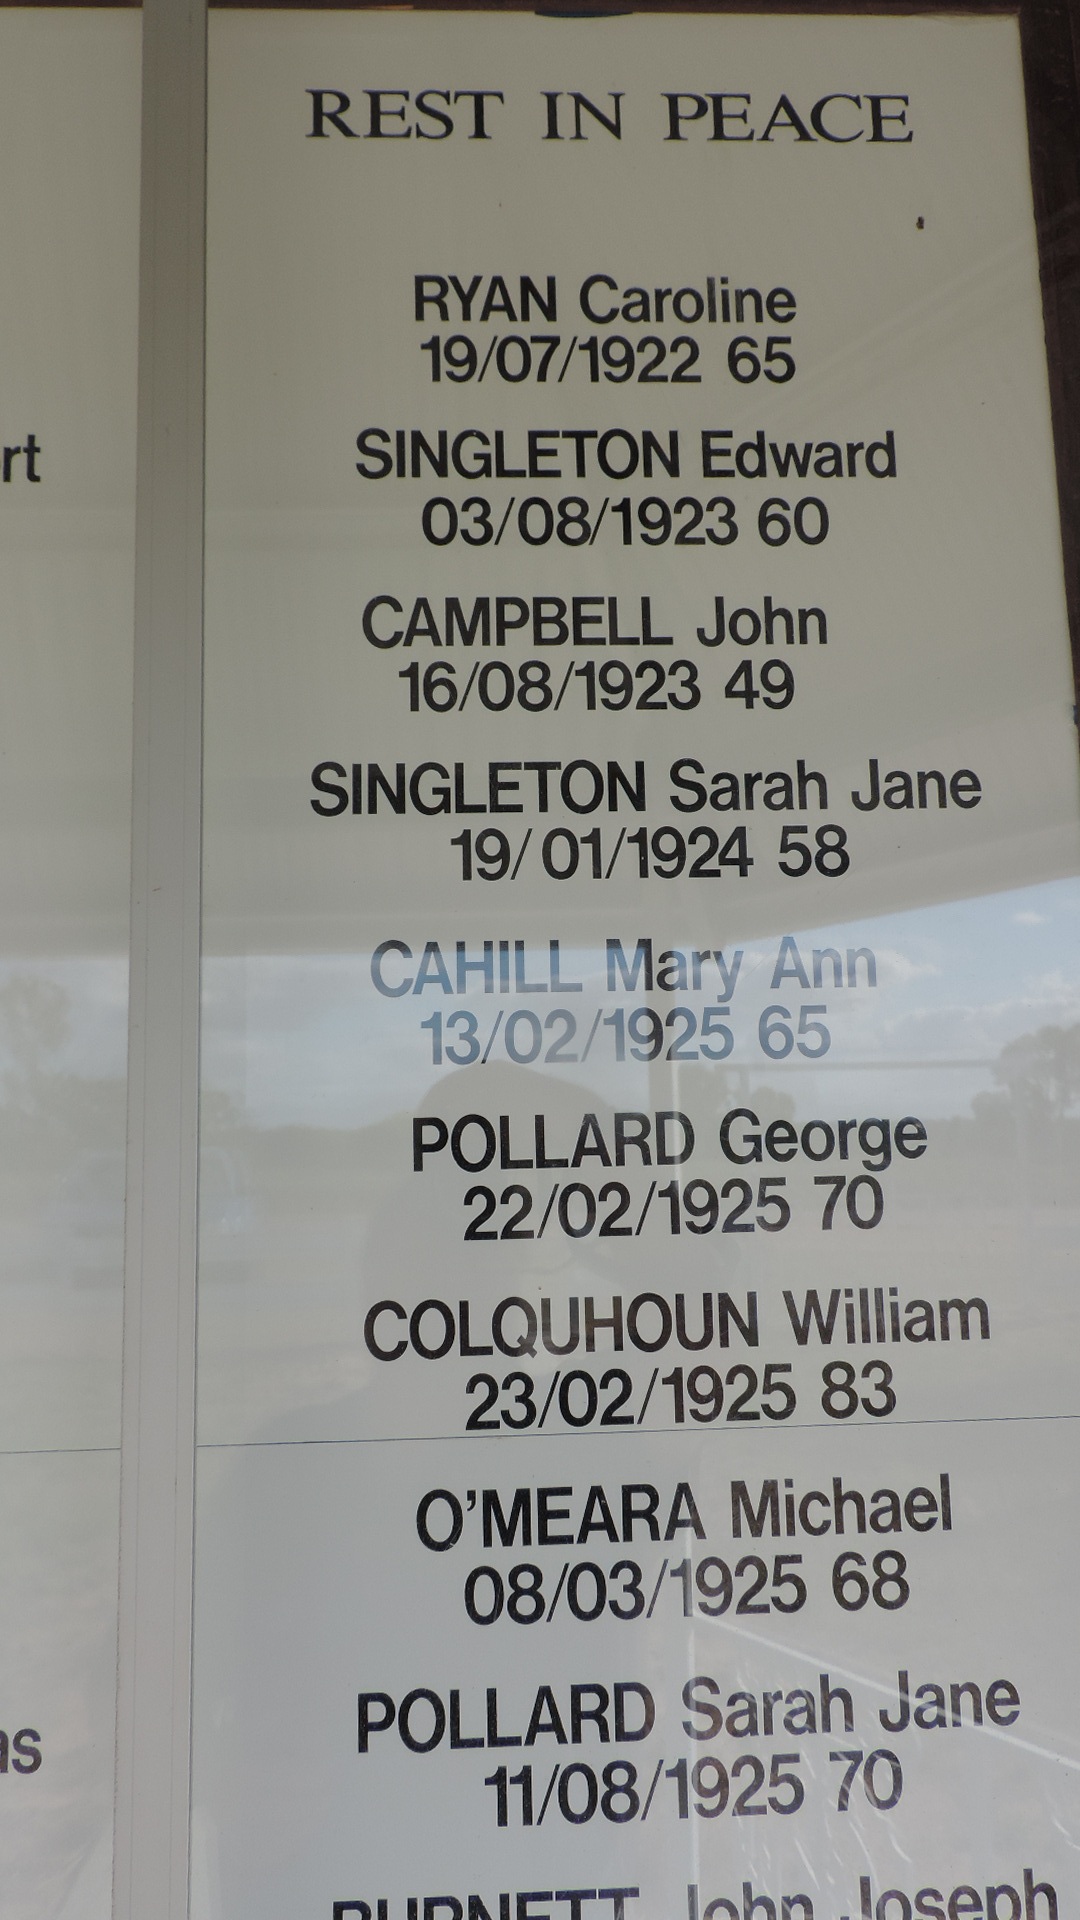 REST IN PEACE
RYAN Caroline
19/07/1922 65
SINGLETON Edward
03/08/1923 60
CAMPBELL John
16/08/1923 49
SINGLETON Sarah Jane
19/01/1924 58
CAHILL Mary Ann
13/02/1925 65
POLLARD George
22/02/1925 70
COLQUHOUN William
23/02/1925 83
O'MEARA Michael
08/03/1925 68
POLLARD Sarah Jane
11/08/1925 70
BURNETT John Joseph